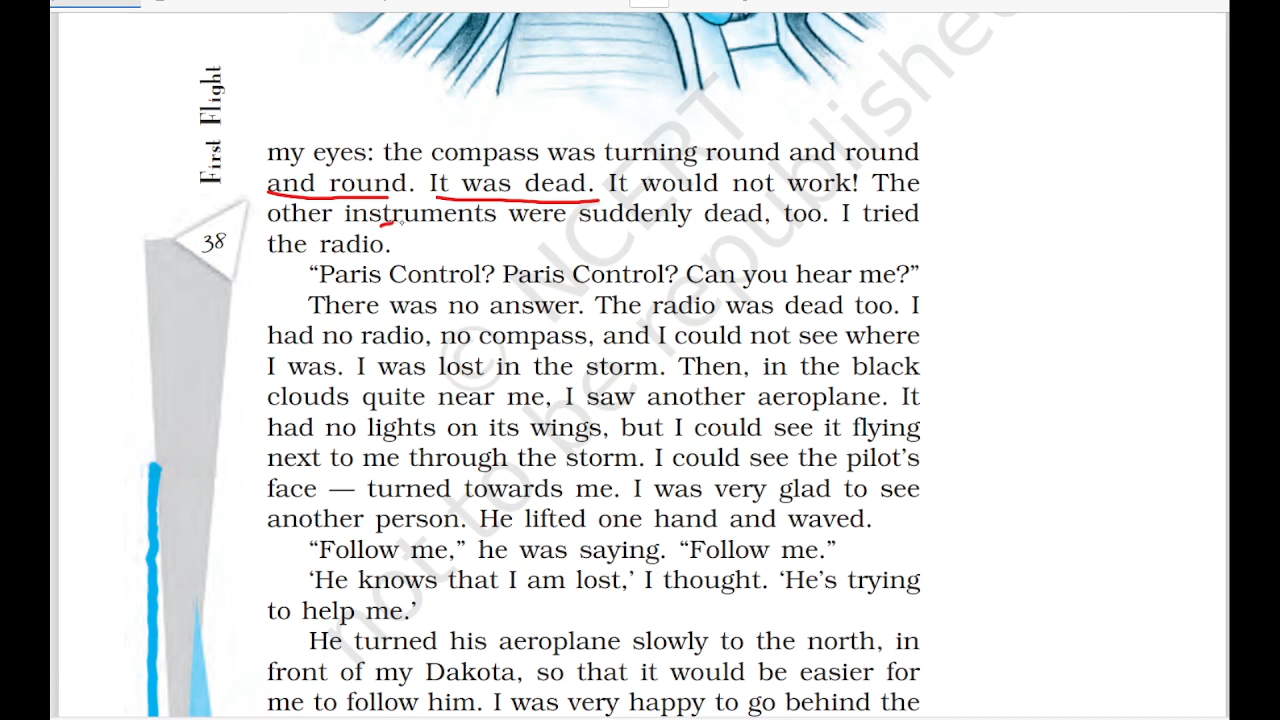 First Flight
my eyes: the compass was turning round and round
and round. It was dead. It would not work! The
other instruments were suddenly dead, too. I tried
the radio.
38
“Paris Control? Paris Control? Can you hear me?”
There was no answer. The radio was dead too. I
had no radio, no compass, and I could not see where
I was. I was lost in the storm. Then, in the black
clouds quite near me, I saw another aeroplane. It
had no lights on its wings, but I could see it flying
next to me through the storm. I could see the pilot’s
face — turned towards me. I was very glad to see
another person. He lifted one hand and waved.
“Follow me,” he was saying. “Follow me.”
‘He knows that I am lost,’ I thought. ‘He’s trying
to help me.’
He turned his aeroplane slowly to the north, in
front of my Dakota, so that it would be easier for
me to follow him. I was very happy to go behind the
© NCERT
not to be republished